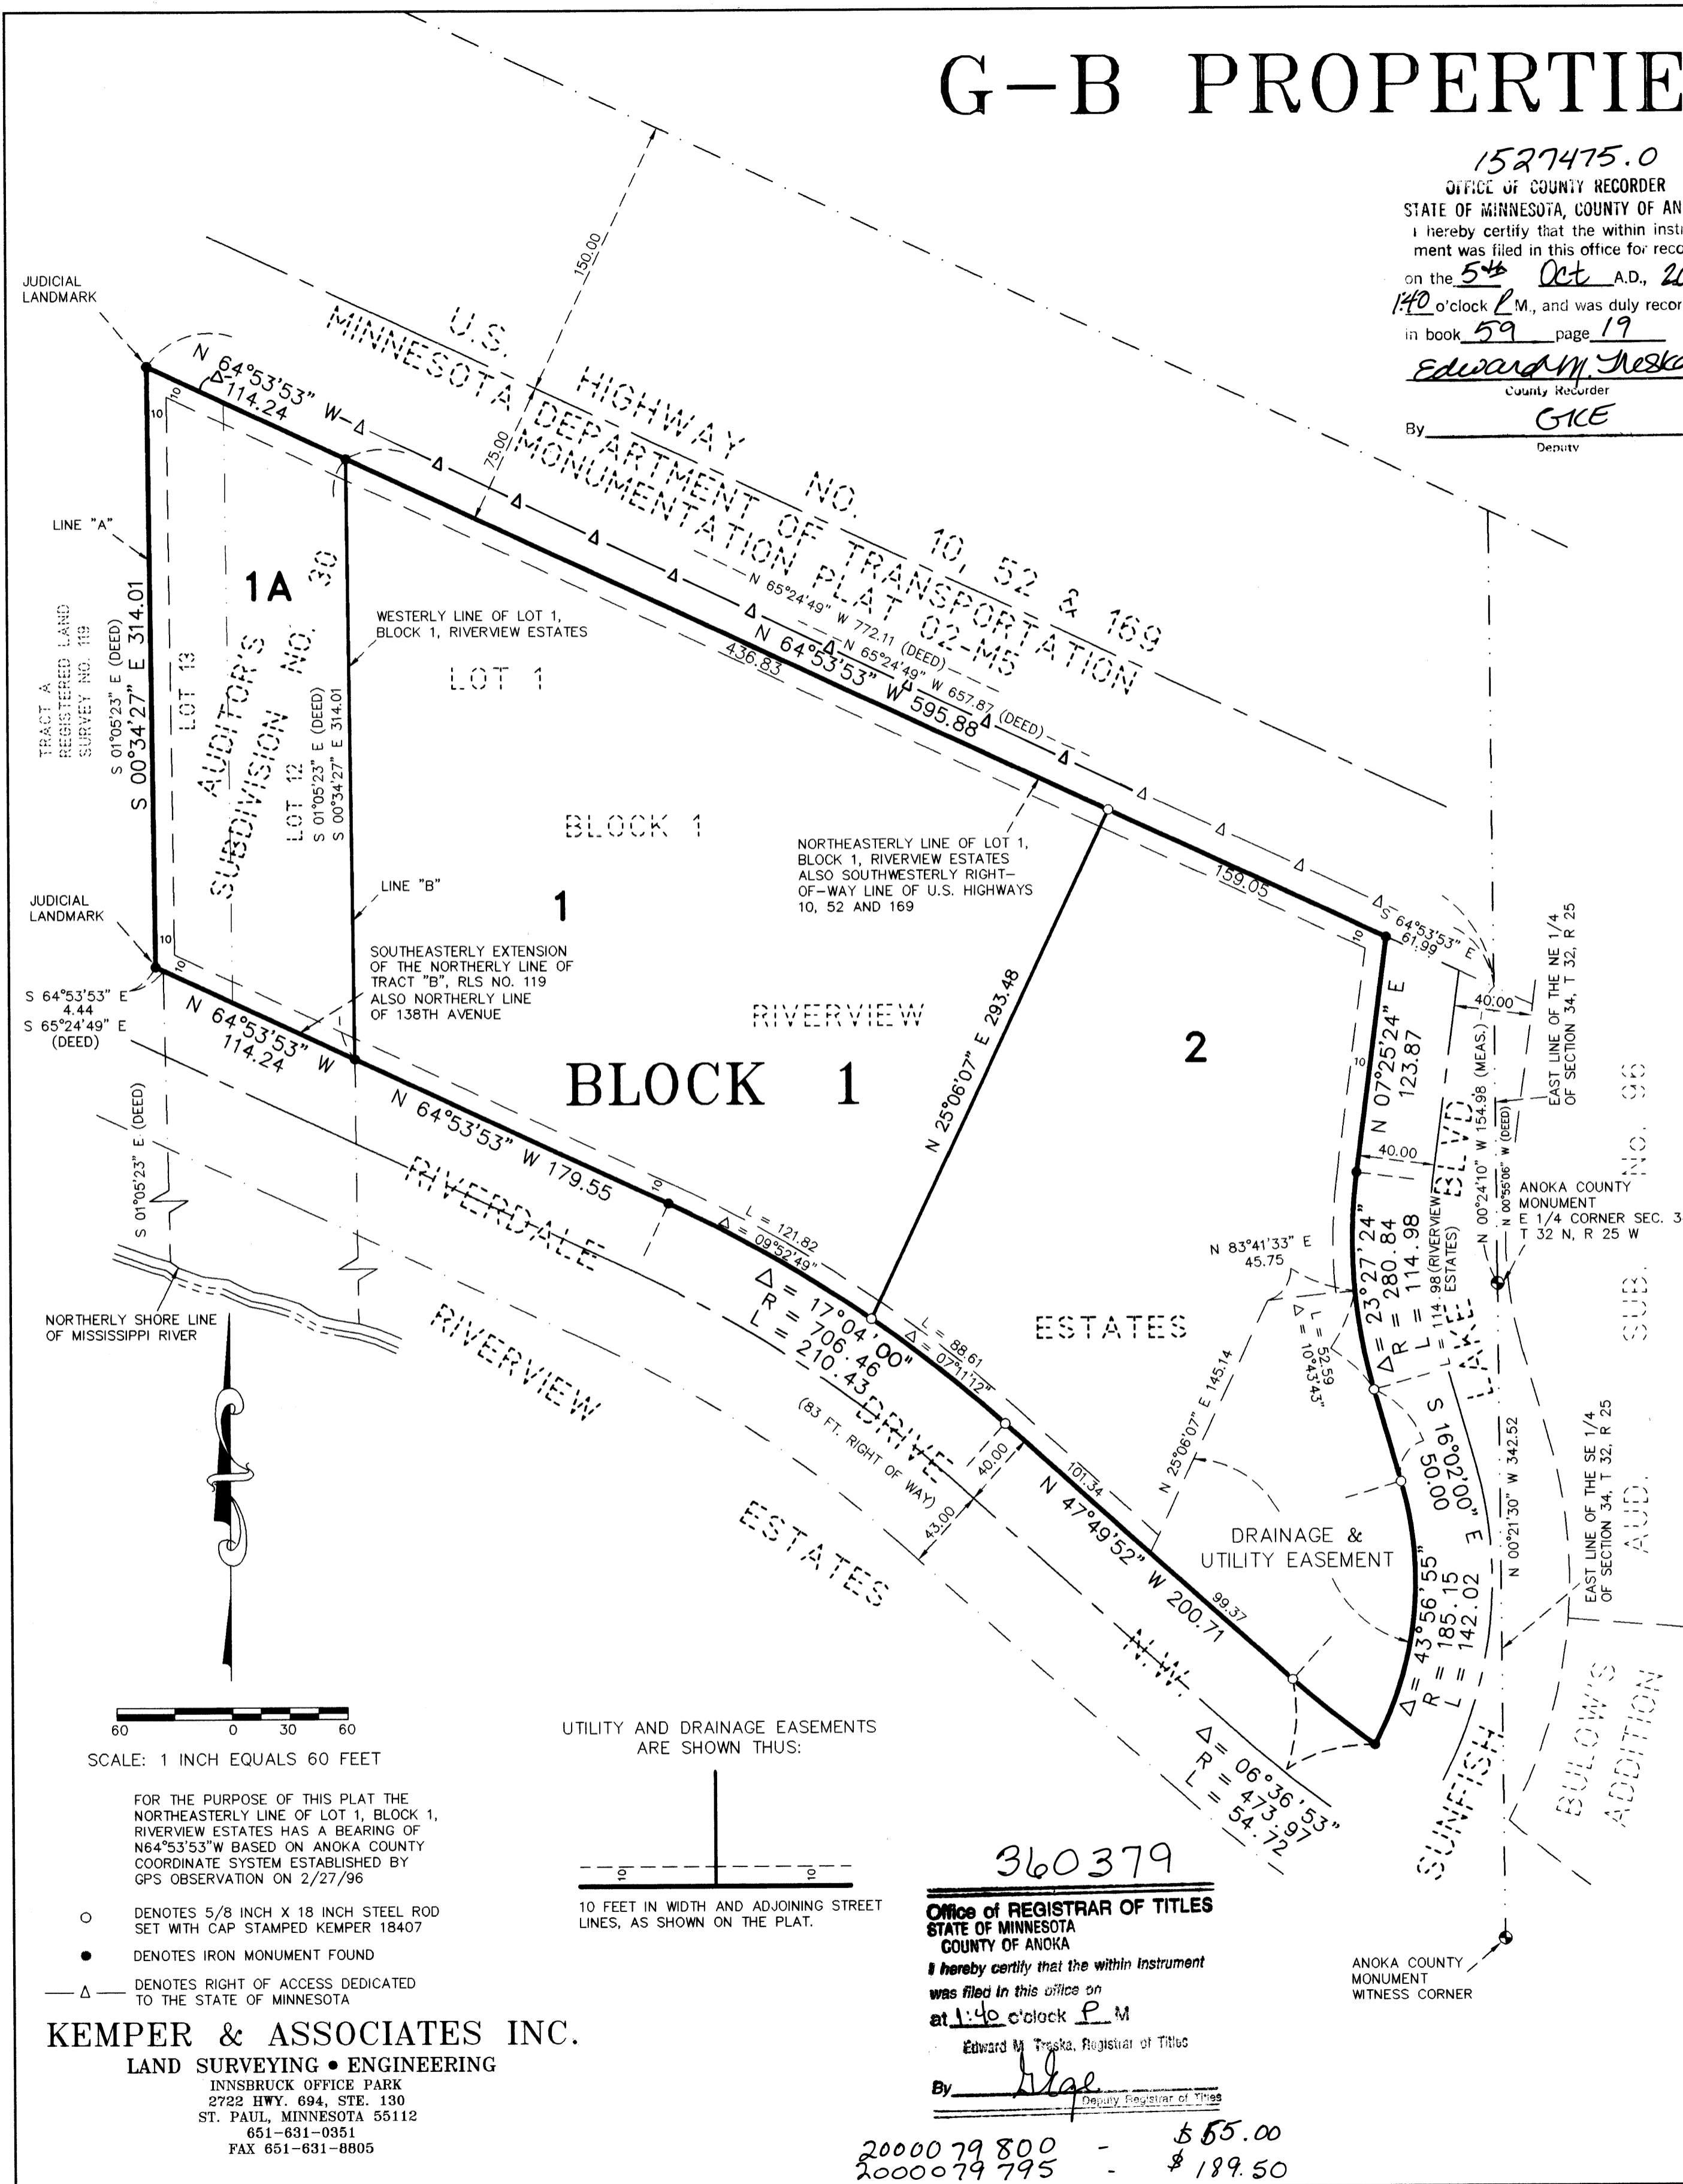 G-B PROPERTIE
1527475.0
OFFICE OF COUNTY RECORDER
STATE OF MINNESOTA, COUNTY OF AN
I hereby certify that the within instr
ment was filed in this office for reco
on the 5th Oct A.D., 20
1:40 o'clock P M., and was duly recor
in book 59 page 19
Edward M. Treska
County Recorder
By GKE
Deputy
JUDICIAL
LANDMARK
150.00
75.00
U.S. HIGHWAY NO. 10, 52 & 169
MINNESOTA DEPARTMENT OF TRANSPORTATION
MONUMENTATION PLAT 02-M5
N 64°53'53" W
114.24
10
10
LINE "A"
1A
TRACT A
REGISTERED LAND
SURVEY NO. 119
S 01°05'23" E (DEED)
S 00°34'27" E 314.01
LOT 13
AUDITOR'S
SUBDIVISION NO. 30
LOT 12
S 01°05'23" E (DEED)
S 00°34'27" E 314.01
WESTERLY LINE OF LOT 1,
BLOCK 1, RIVERVIEW ESTATES
LOT 1
N 65°24'49" W 772.11 (DEED)
N 65°24'49" W 657.87 (DEED)
N 64°53'53" W 595.88
436.83
BLOCK 1
1
LINE "B"
NORTHEASTERLY LINE OF LOT 1,
BLOCK 1, RIVERVIEW ESTATES
ALSO SOUTHWESTERLY RIGHT-
OF-WAY LINE OF U.S. HIGHWAYS
10, 52 AND 169
159.05
S 64°53'53" E
61.99
10
JUDICIAL
LANDMARK
10
10
SOUTHEASTERLY EXTENSION
OF THE NORTHERLY LINE OF
TRACT "B", RLS NO. 119
ALSO NORTHERLY LINE
OF 138TH AVENUE
S 64°53'53" E
4.44
S 65°24'49" E
(DEED)
N 64°53'53" W
114.24
RIVERVIEW
BLOCK 1
N 25°06'07" E 293.48
2
40.00
EAST LINE OF THE NE 1/4
OF SECTION 34, T 32, R 25
N 07°25'24" E
123.87
10
40.00
N 00°24'10" W 154.98 (MEAS.)
N 00°55'06" W (DEED)
ANOKA COUNTY
MONUMENT
E 1/4 CORNER SEC. 3
T 32 N, R 25 W
S 01°05'23" E (DEED)
N 64°53'53" W 179.55
10
RIVERDALE DRIVE N.W.
(83 FT. RIGHT OF WAY)
L = 121.82
Δ = 09°52'49"
Δ = 17°04'00"
R = 706.46
L = 210.43
L = 88.61
Δ = 07°11'12"
NORTHERLY SHORE LINE
OF MISSISSIPPI RIVER
RIVERVIEW
ESTATES
ESTATES
N 83°41'33" E
45.75
N 25°06'07" E 145.14
L = 52.59
Δ = 10°43'43"
Δ = 23°27'24"
R = 280.84
L = 114.98
L = 114.98 (RIVERVIEW
ESTATES)
SUNFISH LAKE BLVD
AUD. SUB. NO. 96
S 16°02'00" E
50.00
N 00°21'30" W 342.52
EAST LINE OF THE SE 1/4
OF SECTION 34, T 32, R 25
40.00
43.00
101.34
N 47°49'52" W 200.71
99.37
DRAINAGE &
UTILITY EASEMENT
Δ = 43°56'55"
R = 185.15
L = 142.02
Δ = 06°36'53"
R = 473.97
L = 54.72
BULOW'S
ADDITION
60 0 30 60
SCALE: 1 INCH EQUALS 60 FEET
FOR THE PURPOSE OF THIS PLAT THE
NORTHEASTERLY LINE OF LOT 1, BLOCK 1,
RIVERVIEW ESTATES HAS A BEARING OF
N64°53'53"W BASED ON ANOKA COUNTY
COORDINATE SYSTEM ESTABLISHED BY
GPS OBSERVATION ON 2/27/96
DENOTES 5/8 INCH X 18 INCH STEEL ROD
SET WITH CAP STAMPED KEMPER 18407
DENOTES IRON MONUMENT FOUND
Δ DENOTES RIGHT OF ACCESS DEDICATED
TO THE STATE OF MINNESOTA
UTILITY AND DRAINAGE EASEMENTS
ARE SHOWN THUS:
10 10
10 FEET IN WIDTH AND ADJOINING STREET
LINES, AS SHOWN ON THE PLAT.
KEMPER & ASSOCIATES INC.
LAND SURVEYING • ENGINEERING
INNSBRUCK OFFICE PARK
2722 HWY. 694, STE. 130
ST. PAUL, MINNESOTA 55112
651-631-0351
FAX 651-631-8805
360379
Office of REGISTRAR OF TITLES
STATE OF MINNESOTA
COUNTY OF ANOKA
I hereby certify that the within instrument
was filed in this office on
at 1:40 o'clock P M
Edward M Treska, Registrar of Titles
By
Deputy Registrar of Titles
ANOKA COUNTY
MONUMENT
WITNESS CORNER
2000079800 - $ 55.00
2000079795 - $ 189.50